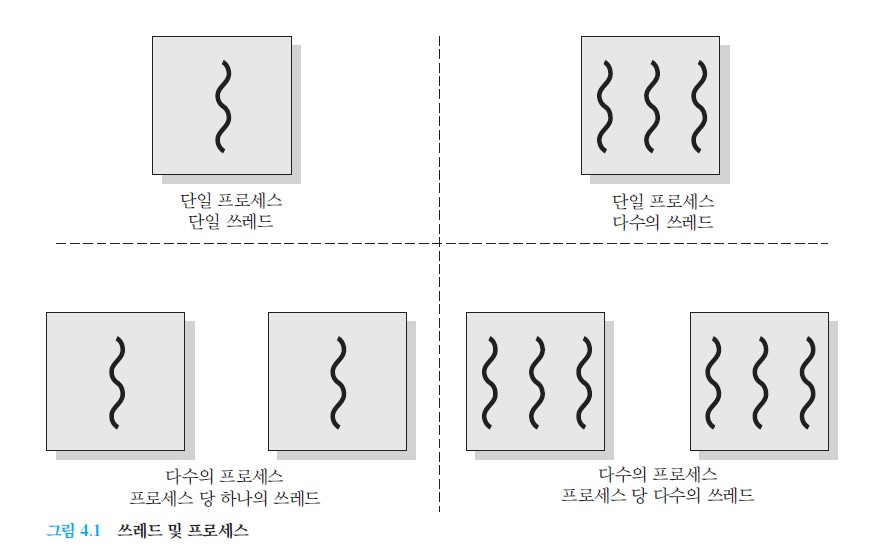 단일 프로세스
단일 쓰레드
단일 프로세스
다수의 쓰레드
다수의 프로세스
프로세스 당 하나의 쓰레드
다수의 프로세스
프로세스 당 다수의 쓰레드
그림 4.1 쓰레드 및 프로세스